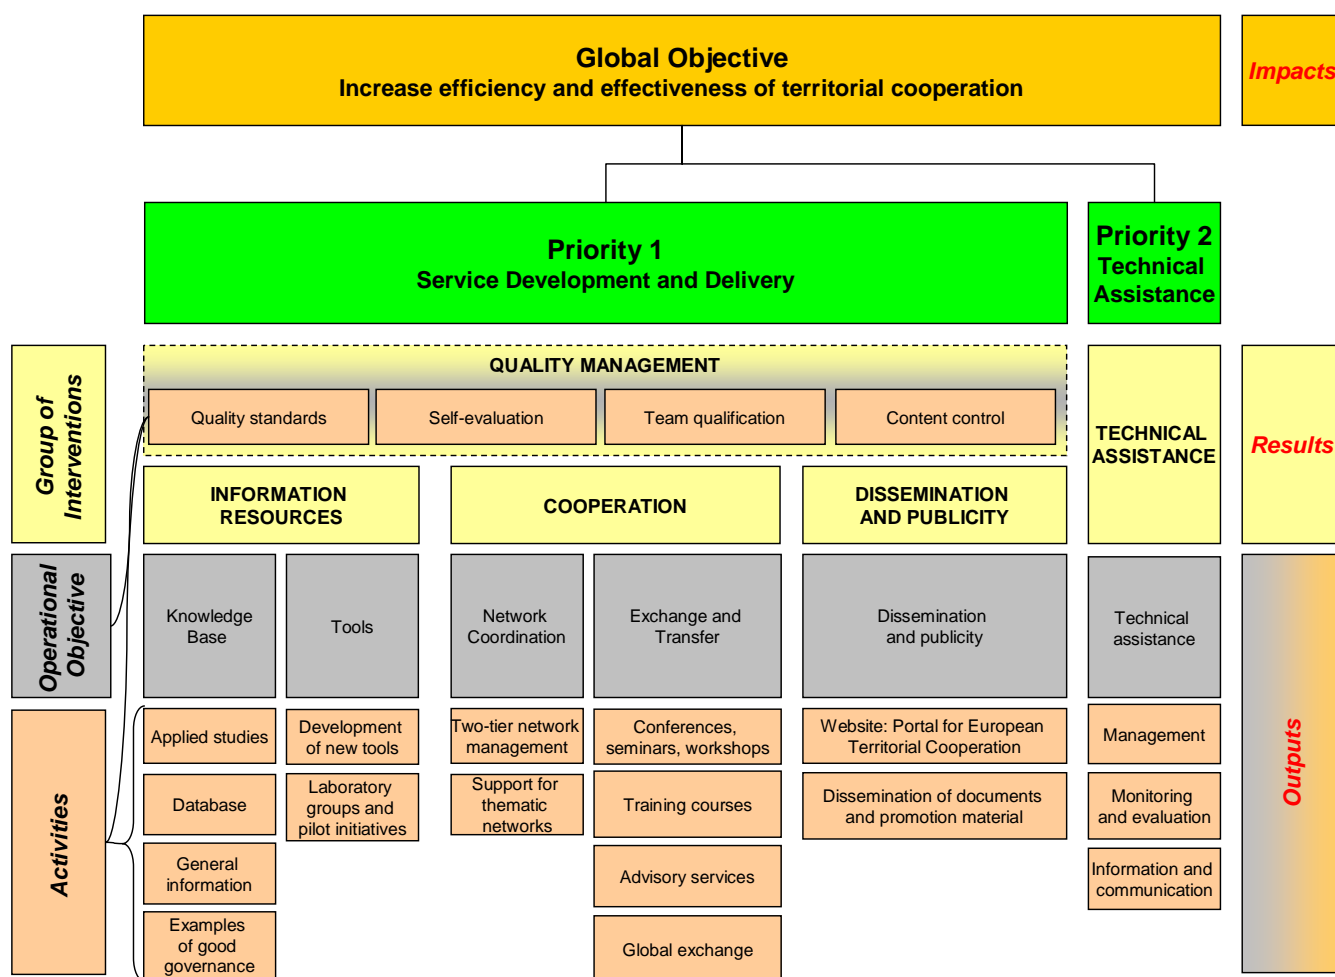 Global Objective
Increase efficiency and effectiveness of territorial cooperation
Impacts
Priority 1
Service Development and Delivery
Priority 2
Technical
Assistance
Group of
Interventions
QUALITY MANAGEMENT
Quality standards
Self-evaluation
Team qualification
Content control
TECHNICAL
ASSISTANCE
Results
INFORMATION
RESOURCES
COOPERATION
DISSEMINATION
AND PUBLICITY
Operational
Objective
Knowledge
Base
Tools
Network
Coordination
Exchange and
Transfer
Dissemination
and publicity
Technical
assistance
Outputs
Activities
Applied studies
Development
of new tools
Two-tier network
management
Conferences,
seminars, workshops
Website: Portal for European
Territorial Cooperation
Management
Database
Laboratory
groups and
pilot initiatives
Support for
thematic
networks
Training courses
Dissemination of documents
and promotion material
Monitoring
and evaluation
General
information
Advisory services
Information and
communication
Examples
of good
governance
Global exchange